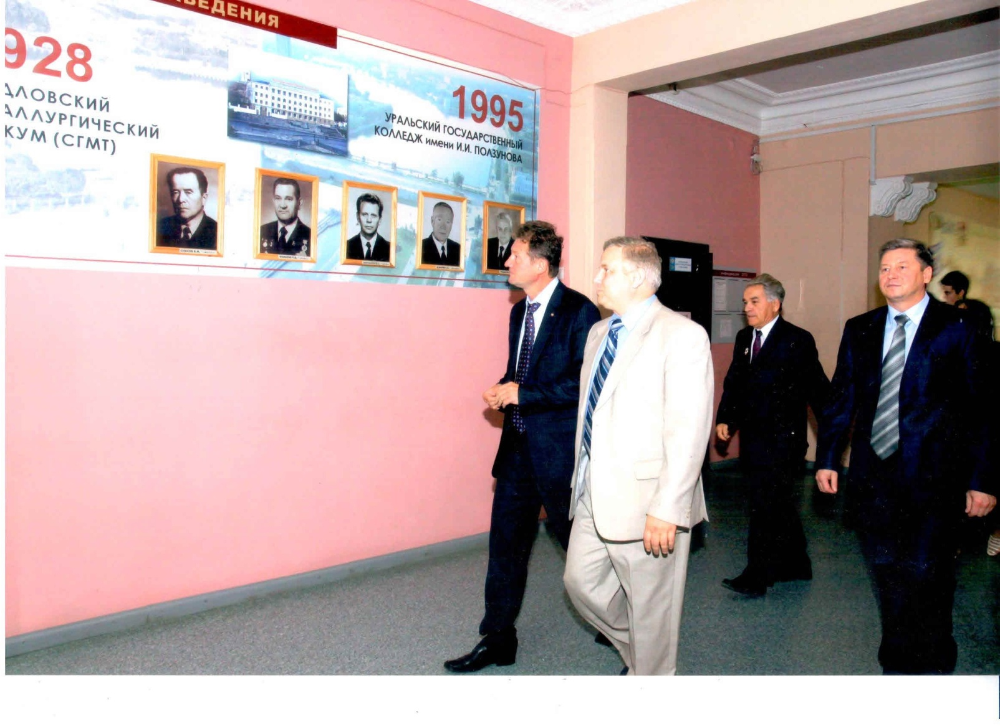 ВЕДЕНИЯ
928
ДЛОВСКИЙ
АЛЛУРГИЧЕСКИЙ
КУМ (СГМТ)
1995
УРАЛЬСКИЙ ГОСУДАРСТВЕННЫЙ
КОЛЛЕДЖ имени И.И. ПОЛЗУНОВА